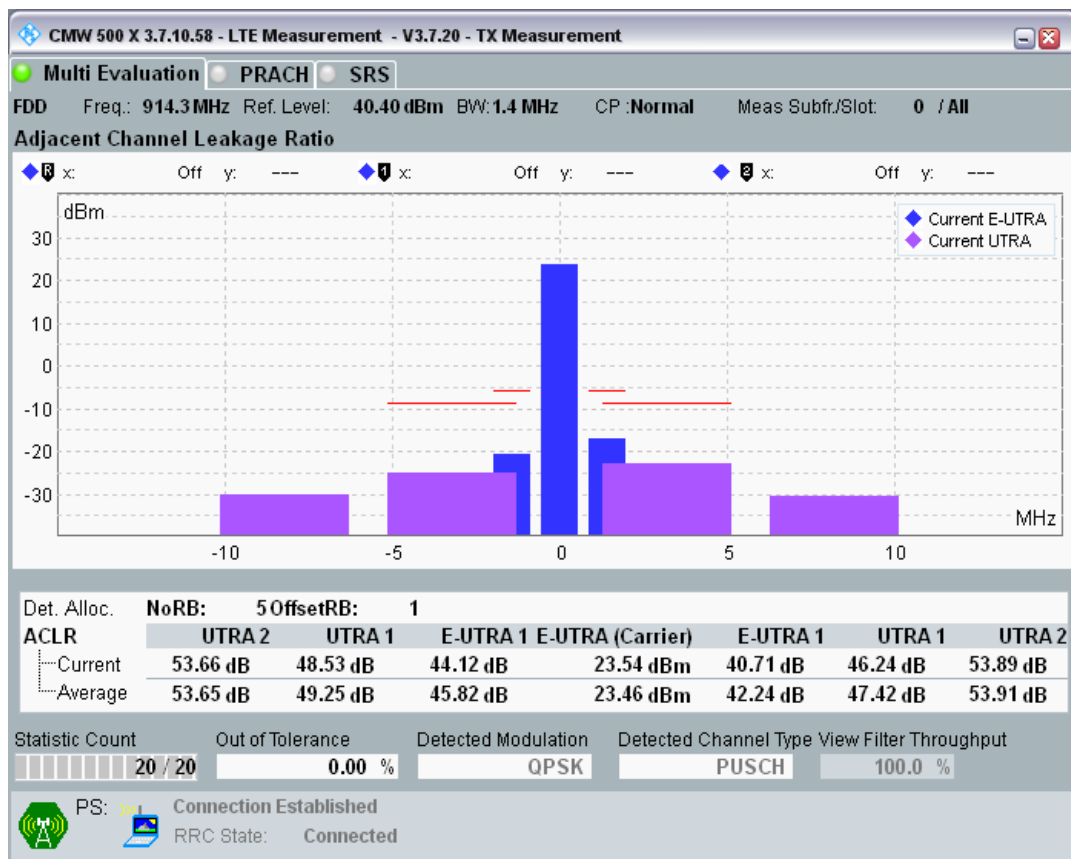 CMW 500 X 3.7.10.58 - LTE Measurement - V3.7.20 - TX Measurement
Multi Evaluation PRACH SRS
FDD Freq.: 914.3 MHz Ref. Level: 40.40 dBm BW: 1.4 MHz CP :Normal Meas Subfr./Slot: 0 / All
Adjacent Channel Leakage Ratio
R x: Off y: --- 1 x: Off y: --- 2 x: Off y: ---
dBm
Current E-UTRA
Current UTRA
30
20
10
0
-10
-20
-30
MHz
-10 -5 0 5 10
Det. Alloc. NoRB: 5 OffsetRB: 1
ACLR UTRA 2 UTRA 1 E-UTRA 1 E-UTRA (Carrier) E-UTRA 1 UTRA 1 UTRA 2
Current 53.66 dB 48.53 dB 44.12 dB 23.54 dBm 40.71 dB 46.24 dB 53.89 dB
Average 53.65 dB 49.25 dB 45.82 dB 23.46 dBm 42.24 dB 47.42 dB 53.91 dB
Statistic Count Out of Tolerance Detected Modulation Detected Channel Type View Filter Throughput
20 / 20 0.00 % QPSK PUSCH 100.0 %
PS: Connection Established
RRC State: Connected